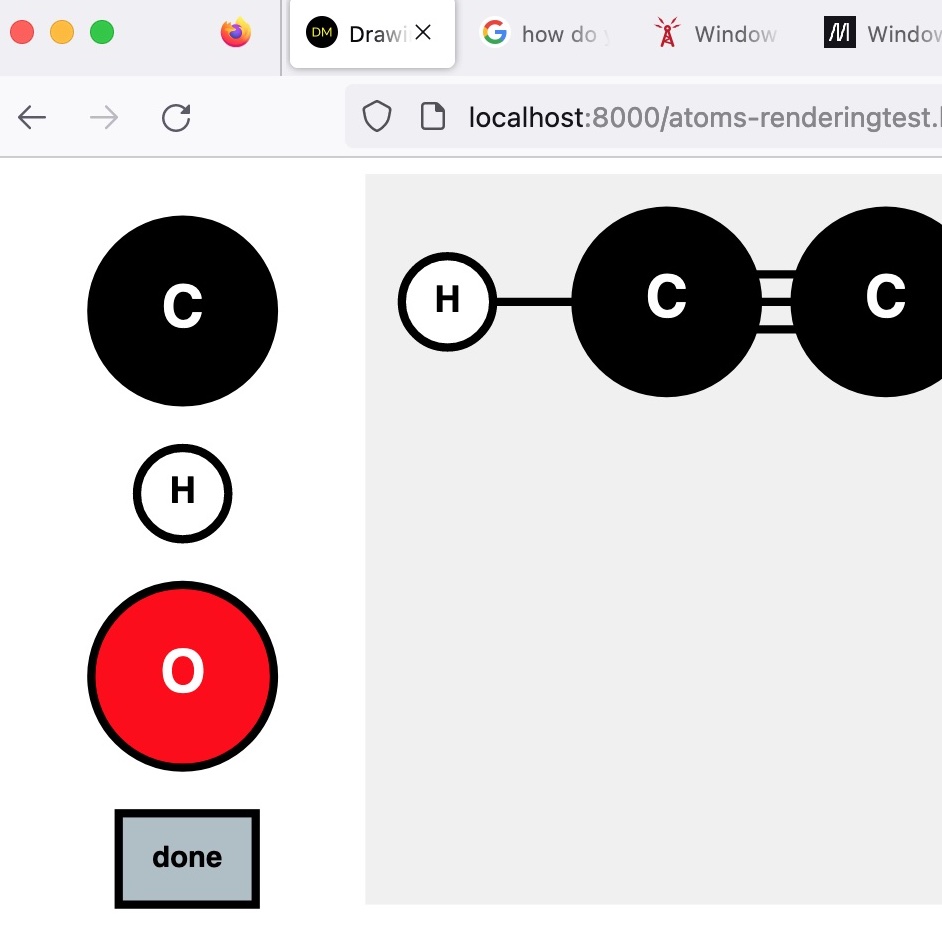 DM Drawi how do Window Window
localhost:8000/atoms-renderingtest.
C
H C C
H
O
done